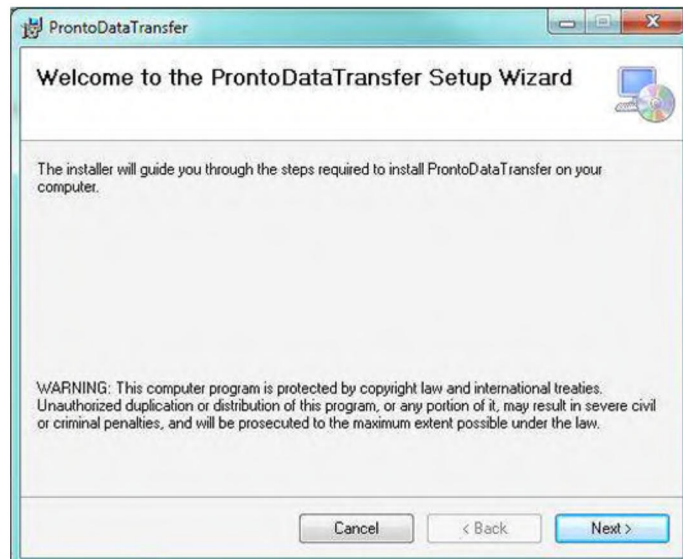 ProntoDataTransfer
Welcome to the ProntoDataTransfer Setup Wizard
The installer will guide you through the steps required to install ProntoDataTransfer on your
computer.
WARNING: This computer program is protected by copyright law and international treaties.
Unauthorized duplication or distribution of this program, or any portion of it, may result in severe civil
or criminal penalties, and will be prosecuted to the maximum extent possible under the law.
Cancel
< Back
Next >